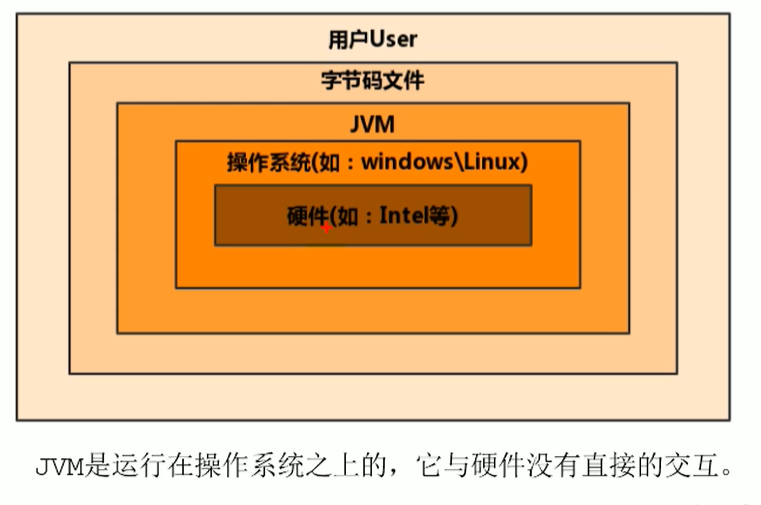 用户User
字节码文件
JVM
操作系统(如：windows\Linux)
硬件(如：Intel等)
JVM是运行在操作系统之上的，它与硬件没有直接的交互。